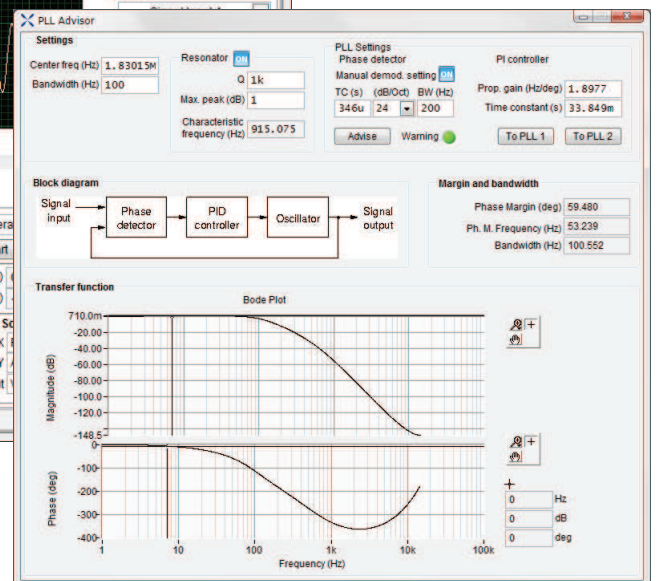 PLL Advisor
Settings
Center freq (Hz) 1.83015M
Bandwidth (Hz) 100
Resonator ON
Q 1k
Max. peak (dB) 1
Characteristic
frequency (Hz) 915.075
PLL Settings
Phase detector
Manual demod. setting ON
TC (s) (dB/Oct) BW (Hz)
346u 24 200
Advise Warning
PI controller
Prop. gain (Hz/deg) 1.8977
Time constant (s) 33.849m
To PLL 1 To PLL 2
Block diagram
Signal
input
Phase
detector
PID
controller
Oscillator
Signal
output
Margin and bandwidth
Phase Margin (deg) 59.480
Ph. M. Frequency (Hz) 53.239
Bandwidth (Hz) 100.552
Transfer function
Bode Plot
Magnitude (dB)
710.0m
-20.00
-40.00
-60.00
-80.00
-100.0
-120.0
-148.5
Phase (deg)
0
-100
-200
-300
-400
1 10 100 1k 10k 100k
Frequency (Hz)
0 Hz
0 dB
0 deg